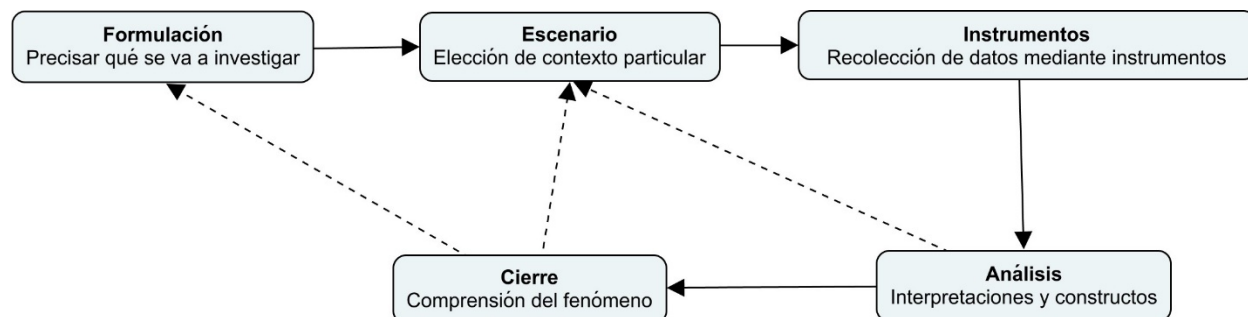 Formulación
Precisar qué se va a investigar
Escenario
Elección de contexto particular
Instrumentos
Recolección de datos mediante instrumentos
Cierre
Comprensión del fenómeno
Análisis
Interpretaciones y constructos